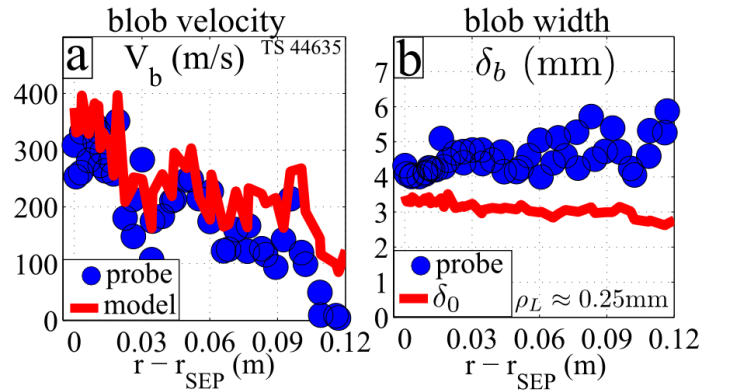 blob velocity
a
V_b (m/s)
TS 44635
400
300
200
100
0
probe
model
0
0.03
0.06
0.09
0.12
r − r_SEP (m)
blob width
b
δ_b (mm)
7
6
5
4
3
2
1
0
probe
δ_0
ρ_L ≈ 0.25mm
0
0.03
0.06
0.09
0.12
r − r_SEP (m)